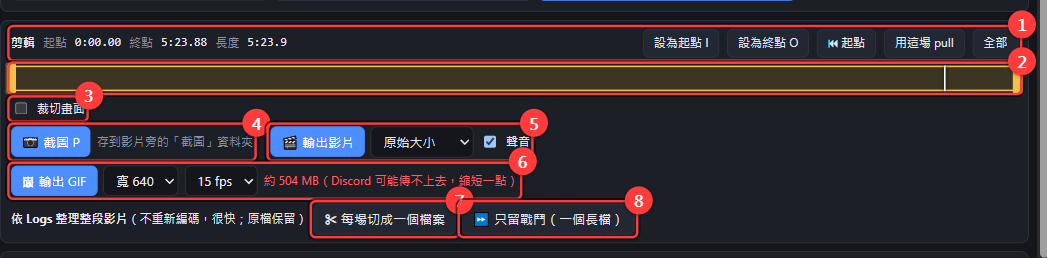 剪輯 起點 0:00.00 終點 5:23.88 長度 5:23.9 設為起點 I 設為終點 O ⏮ 起點 用這場 pull 全部 1
2
裁切畫面 3
📷 截圖 P 存到影片旁的「截圖」資料夾 4 🎬 輸出影片 原始大小 聲音 5
🎞 輸出 GIF 寬 640 15 fps 約 504 MB（Discord 可能傳不上去，縮短一點） 6
依 Logs 整理整段影片（不重新編碼，很快；原檔保留） ✂ 每場切成一個檔案 7 ⏩ 只留戰鬥（一個長檔） 8